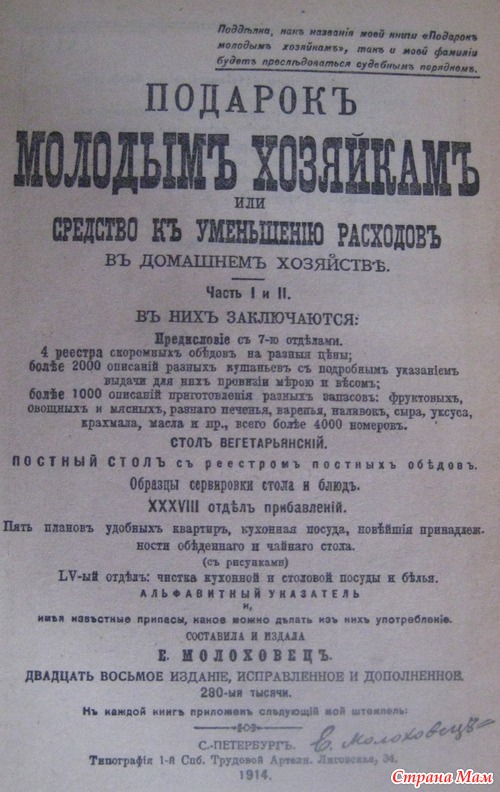 Поддѣлка, какъ названія моей книги «Подарокъ
молодымъ хозяйкамъ», такъ и моей фамиліи
будетъ преслѣдоваться судебнымъ порядкомъ.
ПОДАРОКЪ
МОЛОДЫМЪ ХОЗЯЙКАМЪ
ИЛИ
СРЕДСТВО КЪ УМЕНЬШЕНІЮ РАСХОДОВЪ
ВЪ ДОМАШНЕМЪ ХОЗЯЙСТВѢ.
Часть I и II.
ВЪ НИХЪ ЗАКЛЮЧАЮТСЯ:
Предисловіе съ 7-ю отдѣлами.
4 реестра скоромныхъ обѣдовъ на разныя цѣны;
болѣе 2000 описаній разныхъ кушаньевъ съ подробнымъ указаніемъ
выдачи для нихъ провизіи мѣрою и вѣсомъ;
болѣе 1000 описаній приготовленія разныхъ запасовъ: фруктовыхъ,
овощныхъ и мясныхъ, разнаго печенья, варенья, наливокъ, сыра, уксуса,
крахмала, масла и пр., всего болѣе 4000 номеровъ.
СТОЛЪ ВЕГЕТАРЬЯНСКІЙ.
ПОСТНЫЙ СТОЛЪ съ реестромъ постныхъ обѣдовъ.
Образцы сервировки стола и блюдъ.
XXXVIII отдѣлъ прибавленій.
Пять плановъ удобныхъ квартиръ, кухонная посуда, новѣйшія принадлеж-
ности обѣденнаго и чайнаго стола.
(съ рисунками)
LV-ый отдѣлъ: чистка кухонной и столовой посуды и бѣлья.
АЛФАВИТНЫЙ УКАЗАТЕЛЬ
и,
имѣя извѣстные припасы, какое можно дѣлать изъ нихъ употребленіе.
СОСТАВИЛА И ИЗДАЛА
Е. МОЛОХОВЕЦЪ.
ДВАДЦАТЬ ВОСЬМОЕ ИЗДАНІЕ, ИСПРАВЛЕННОЕ И ДОПОЛНЕННОЕ.
280-ыя тысячи.
Къ каждой книгѣ приложенъ слѣдующій мой штемпель:
Е. Молоховецъ
С.-ПЕТЕРБУРГЪ.
Типографія 1-й Спб. Трудовой Артели. Лиговская, 34.
1914.
Страна Мам